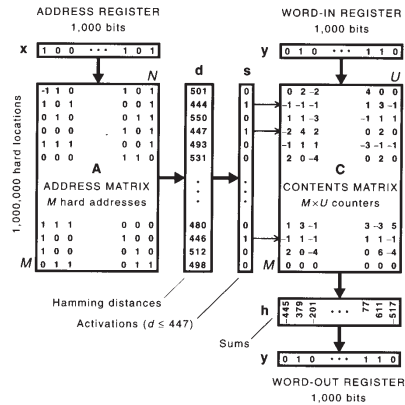 ADDRESS REGISTER
1,000 bits
WORD-IN REGISTER
1,000 bits
x 1 0 0 ··· 1 0 1
y 0 1 0 ··· 1 1 0
N d s U
-1 1 0 1 0 1 501 0 0 2 -2 4 0 0
1 0 0 1 0 1 444 1 -1 -1 -1 1 3 -1
0 1 0 0 0 1 550 0 1 1 -3 -1 1 1
1 0 1 0 0 1 447 1 -2 4 2 0 2 0
0 1 1 0 0 0 493 0 -1 1 1 -3 -1 -1
0 0 0 1 1 0 531 0 2 0 -4 0 2 0
1,000,000 hard locations
A
ADDRESS MATRIX
M hard addresses
C
CONTENTS MATRIX
M×U counters
1 1 1 0 0 0 480 0 1 3 -1 3 -3 5
1 0 0 0 0 0 446 1 -1 1 1 1 1 -1
1 0 0 0 1 0 512 0 2 0 -4 0 6 -4
M 0 1 1 0 1 1 498 0 M 0 0 0 0 0 0
Hamming distances
Activations (d ≤ 447)
Sums
h -445 379 -201 ··· 77 611 -517
y 0 1 0 ··· 1 1 0
WORD-OUT REGISTER
1,000 bits